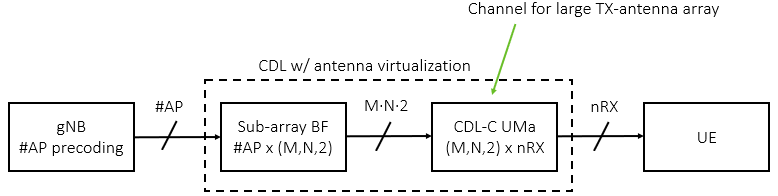 Channel for large TX-antenna array
CDL w/ antenna virtualization
#AP
M·N·2
nRX
gNB
#AP precoding
Sub-array BF
#AP x (M,N,2)
CDL-C UMa
(M,N,2) x nRX
UE